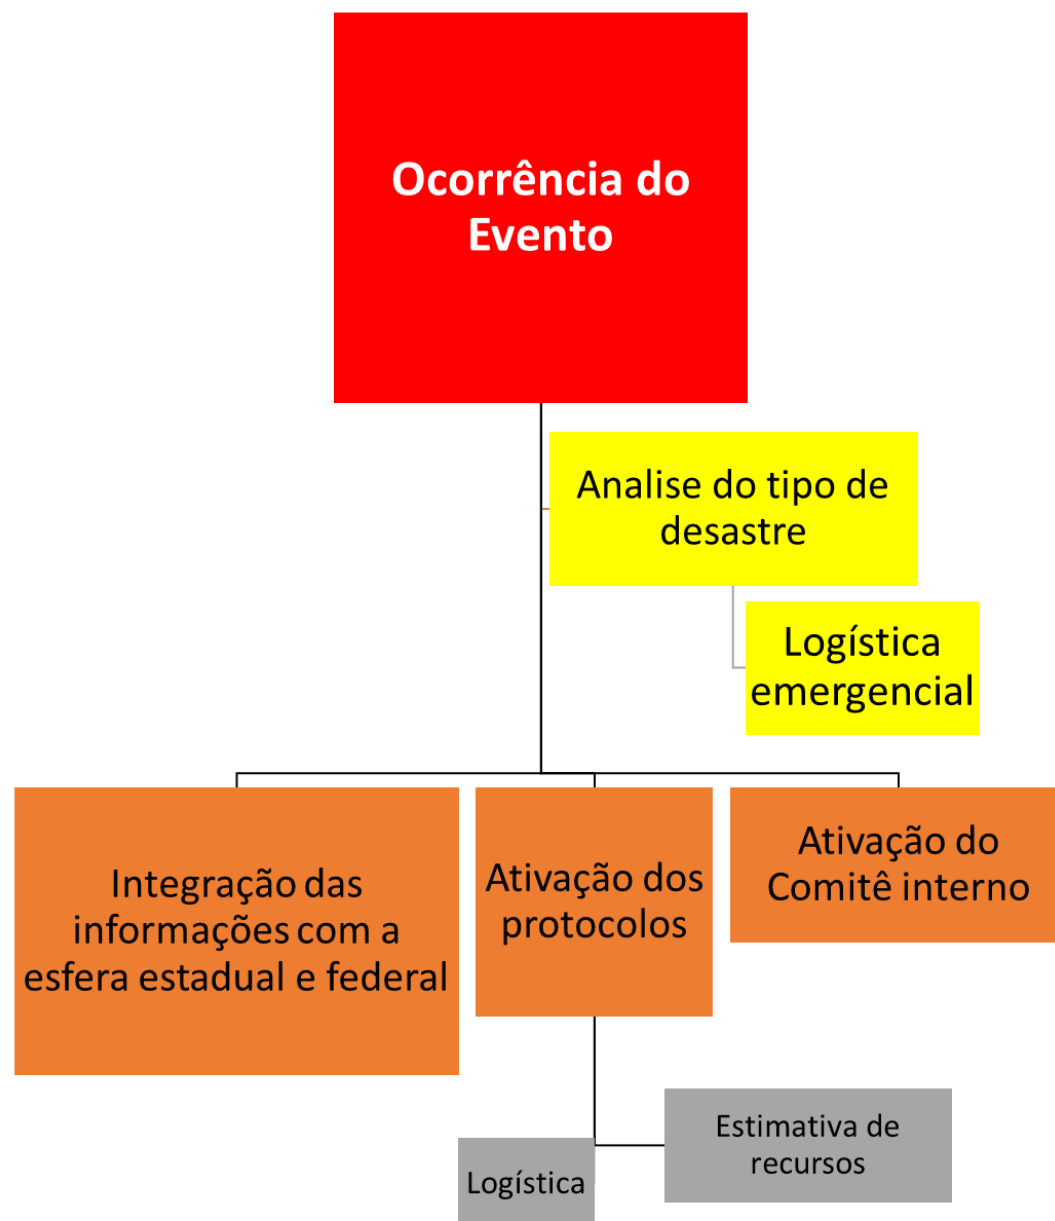 Ocorrência do
Evento
Analise do tipo de
desastre
Logística
emergencial
Integração das
informações com a
esfera estadual e federal
Ativação dos
protocolos
Ativação do
Comitê interno
Logística
Estimativa de
recursos